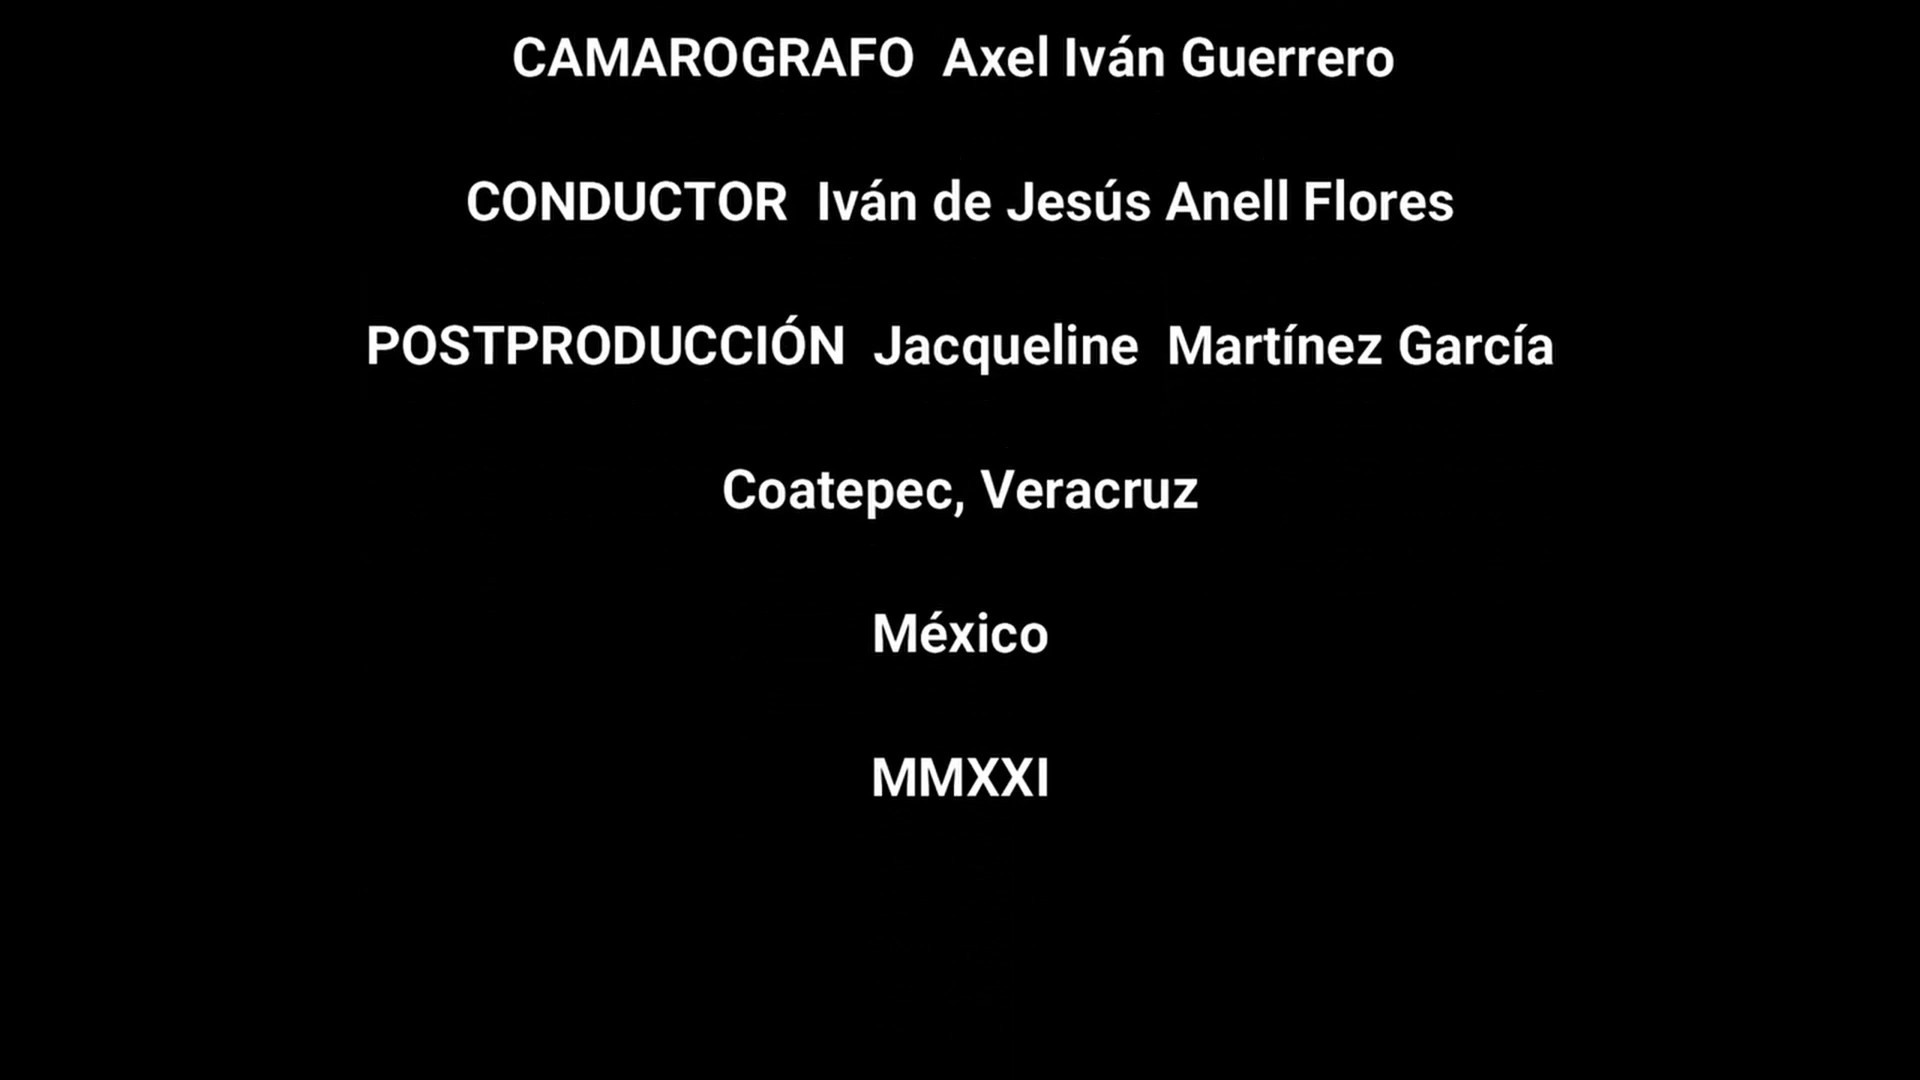 CAMAROGRAFO  Axel Iván Guerrero
CONDUCTOR  Iván de Jesús Anell Flores
POSTPRODUCCIÓN  Jacqueline  Martínez García
Coatepec, Veracruz
México
MMXXI